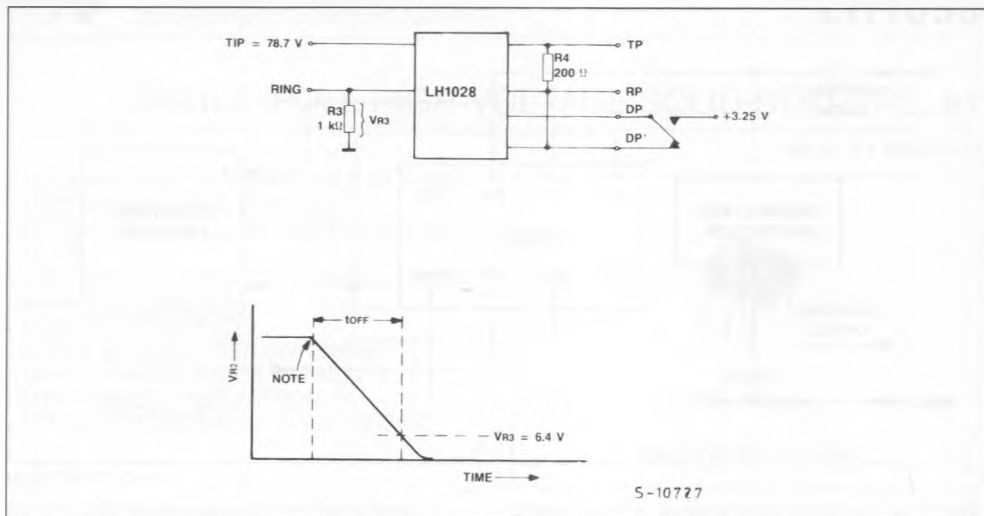 TIP = 78.7 V
TP
R4
200 Ω
RING
LH1028
RP
R3
1 kΩ
VR3
DP
+3.25 V
DP'
tOFF
VR3
NOTE
VR3 = 6.4 V
TIME
S-10727